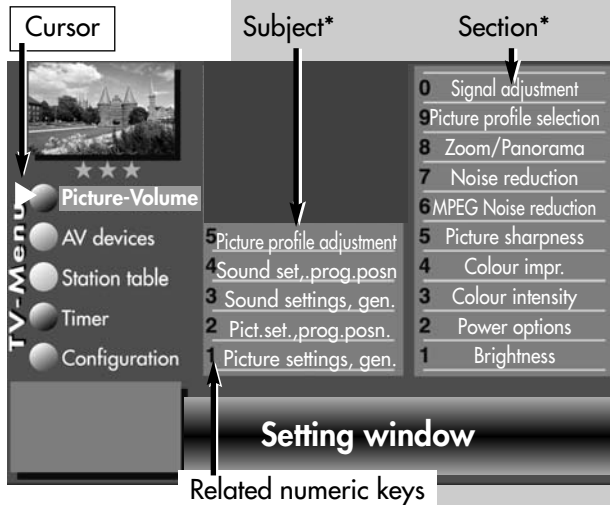 Cursor
Subject*
Section*
TV-Menu
Picture-Volume
AV devices
Station table
Timer
Configuration
5 Picture profile adjustment
4 Sound set,.prog.posn
3 Sound settings, gen.
2 Pict.set.,prog.posn.
1 Picture settings, gen.
0 Signal adjustment
9 Picture profile selection
8 Zoom/Panorama
7 Noise reduction
6 MPEG Noise reduction
5 Picture sharpness
4 Colour impr.
3 Colour intensity
2 Power options
1 Brightness
Setting window
Related numeric keys